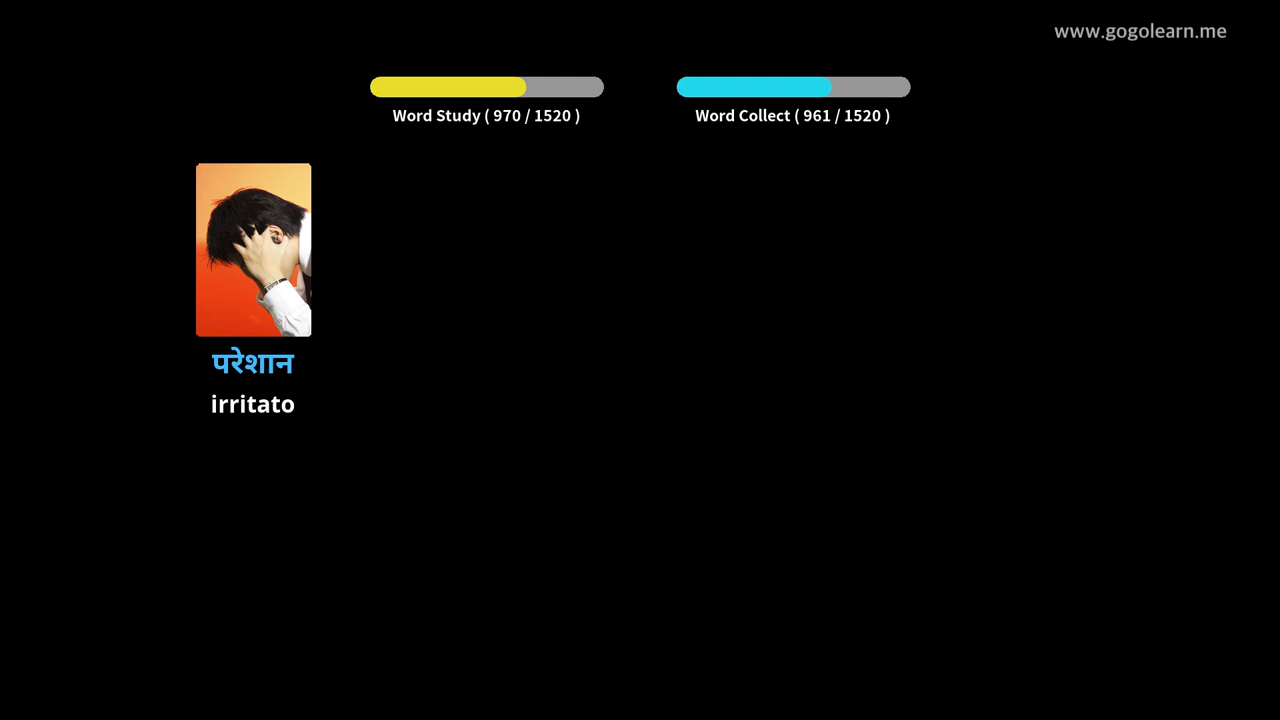 www.gogolearn.me
Word Study ( 970 / 1520 )
Word Collect ( 961 / 1520 )
परेशान
irritato